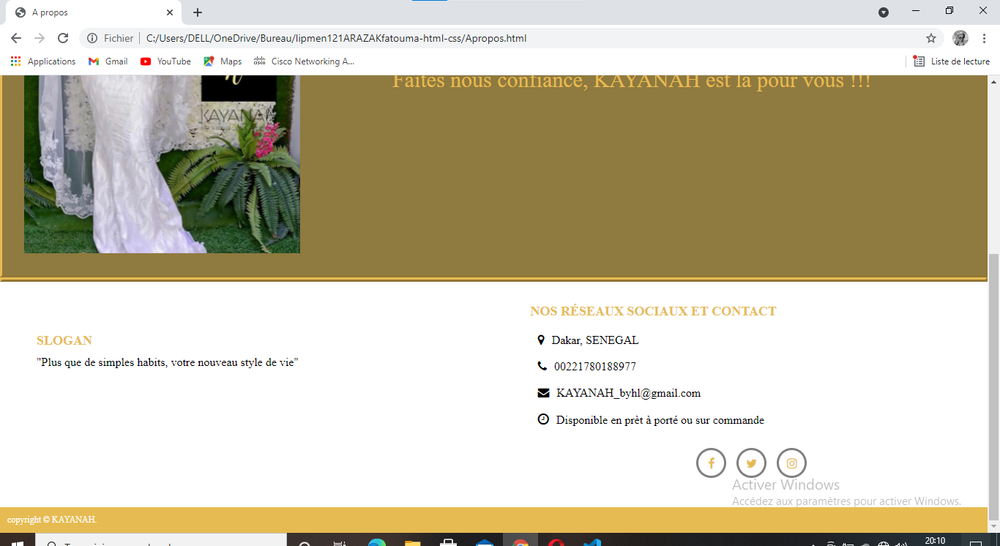 A propos
Fichier | C:/Users/DELL/OneDrive/Bureau/lipmen121ARAZAKfatouma-html-css/Apropos.html
Applications Gmail YouTube Maps Cisco Networking A... Liste de lecture
Faites nous confiance, KAYANAH est là pour vous !!!
KAYANAH
NOS RÉSEAUX SOCIAUX ET CONTACT
SLOGAN
Dakar, SENEGAL
"Plus que de simples habits, votre nouveau style de vie"
00221780188977
KAYANAH_byhl@gmail.com
Disponible en prèt à porté ou sur commande
Activer Windows
Accédez aux paramètres pour activer Windows.
copyright © KAYANAH.
20:10